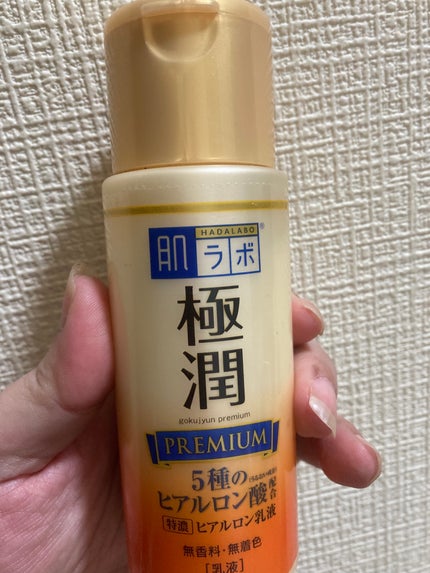 HADALABO®
肌ラボ
極
潤
gokujyun premium
PREMIUM
5種の
ヒアルロン酸配合
特濃 ヒアルロン乳液
無香料・無着色
[乳液]